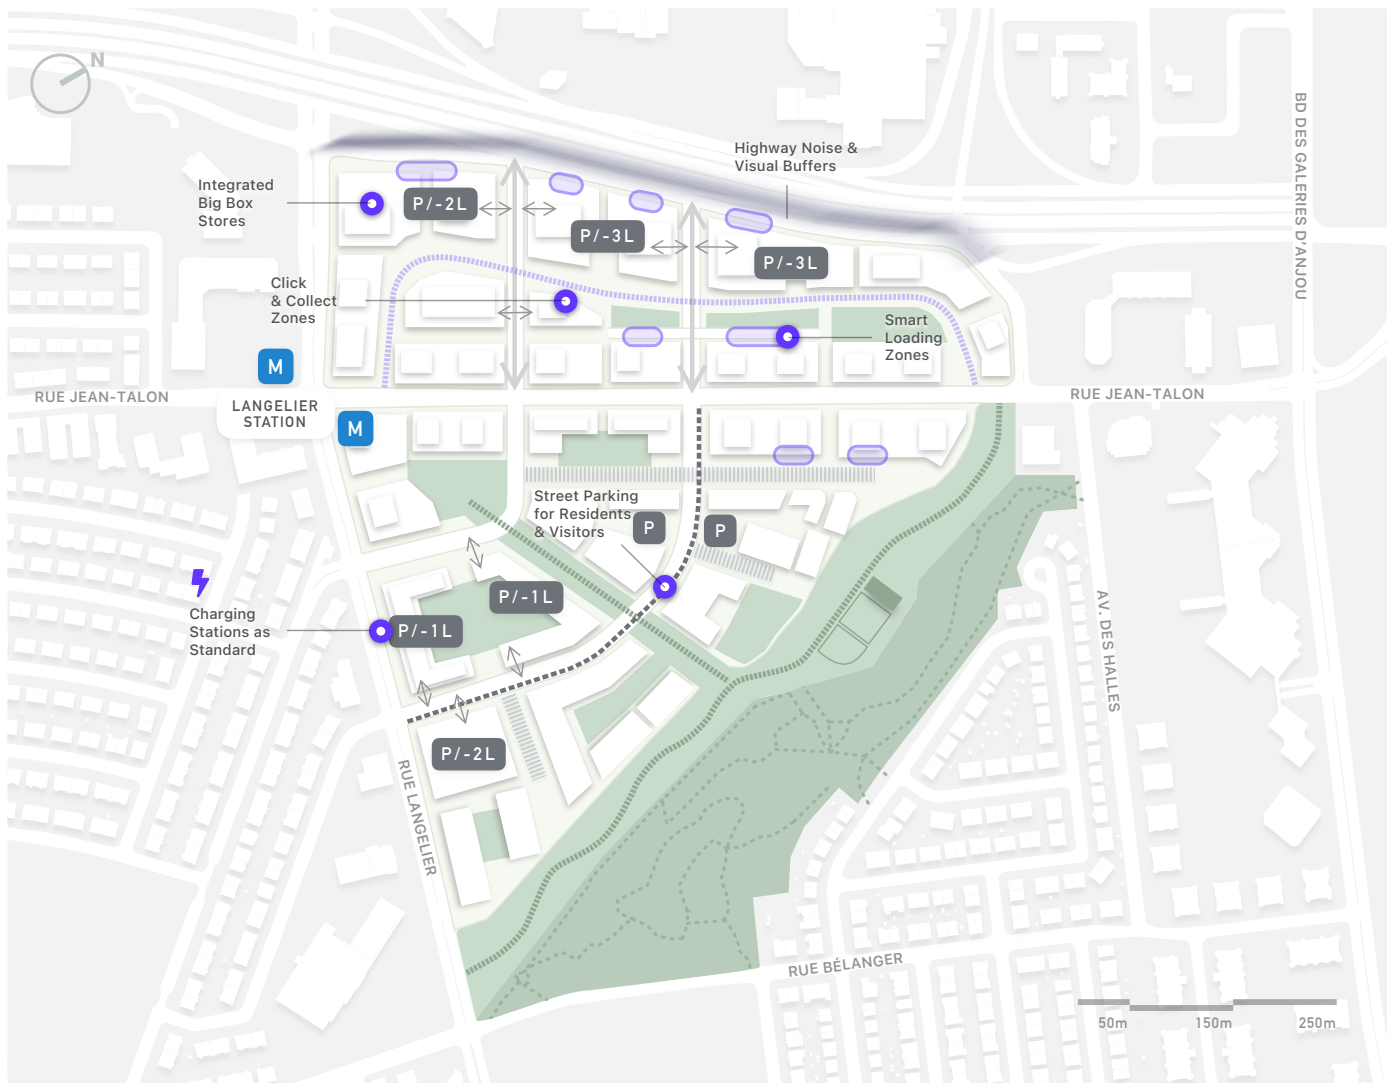 N
BD DES GALERIES D'ANJOU
Highway Noise &
Visual Buffers
Integrated
Big Box
Stores
P/-2L
P/-3L
P/-3L
Click
& Collect
Zones
Smart
Loading
Zones
M
RUE JEAN-TALON
RUE JEAN-TALON
LANGELIER
STATION
M
Street Parking
for Residents
& Visitors
P
P
Charging
Stations as
Standard
P/-1L
P/-1L
AV. DES HALLES
P/-2L
RUE LANGELIER
RUE BÉLANGER
50m
150m
250m